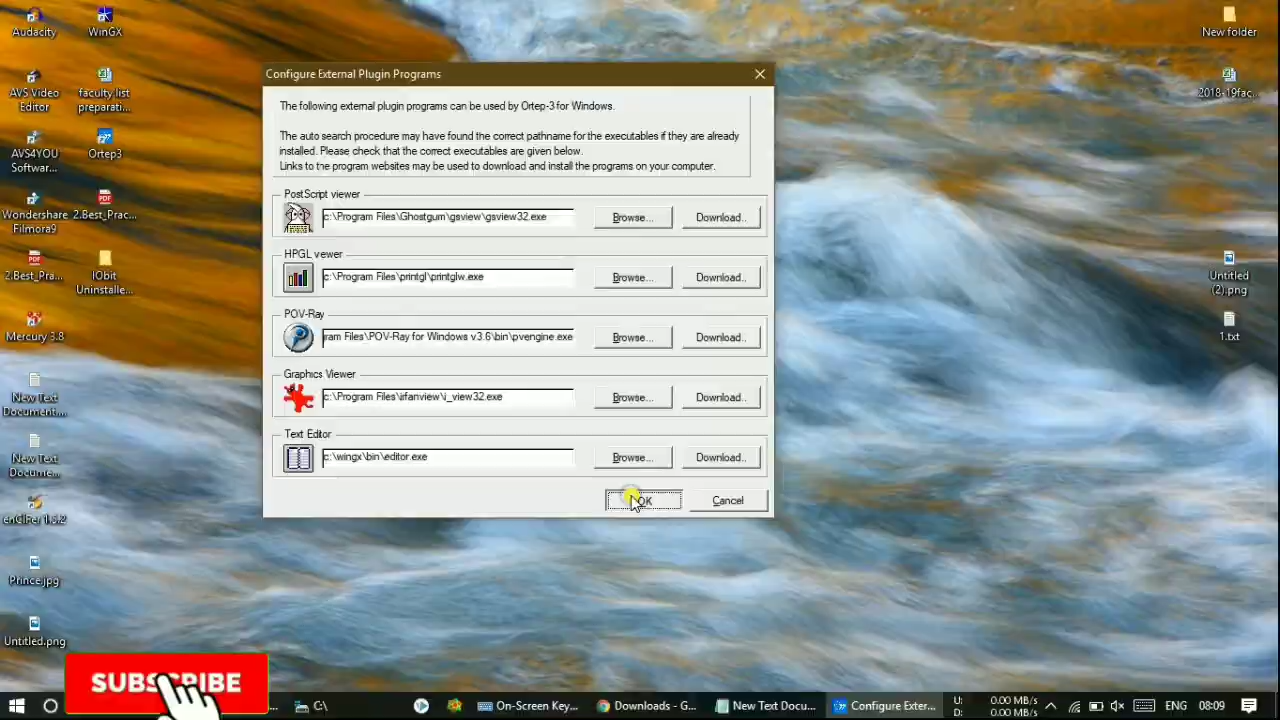 Audacity
WinGX
New folder
Configure External Plugin Programs
The following external plugin programs can be used by Ortep-3 for Windows.
The auto search procedure may have found the correct pathname for the executables if they are already
installed. Please check that the correct executables are given below.
Links to the program websites may be used to download and install the programs on your computer.
AVS Video
Editor
faculty list
preparati...
2018-19fac...
AVS4YOU
Softwar...
Ortep3
PostScript viewer
c:\Program Files\Ghostgum\gsview\gsview32.exe
Browse...
Download..
Wondershare
Filmora9
2.Best_Prac...
HPGL viewer
c:\Program Files\printgl\printglw.exe
Browse...
Download..
2.Best_Pra...
IObit
Uninstalle...
Untitled
(2).png
POV-Ray
ram Files\POV-Ray for Windows v3.6\bin\pvengine.exe
Browse...
Download..
Mercury 3.8
1.txt
Graphics Viewer
c:\Program Files\irfanview\i_view32.exe
Browse...
Download..
New Text
Document...
Text Editor
c:\wingx\bin\editor.exe
Browse...
Download..
New Text
Docume...
OK
Cancel
enCIFer 1.5.2
Prince.jpg
Untitled.png
SUBSCRIBE
C:\
On-Screen Key...
Downloads - G...
New Text Docum...
Configure Exter...
U:
D:
0.00 MB/s
0.00 MB/s
ENG
08:09